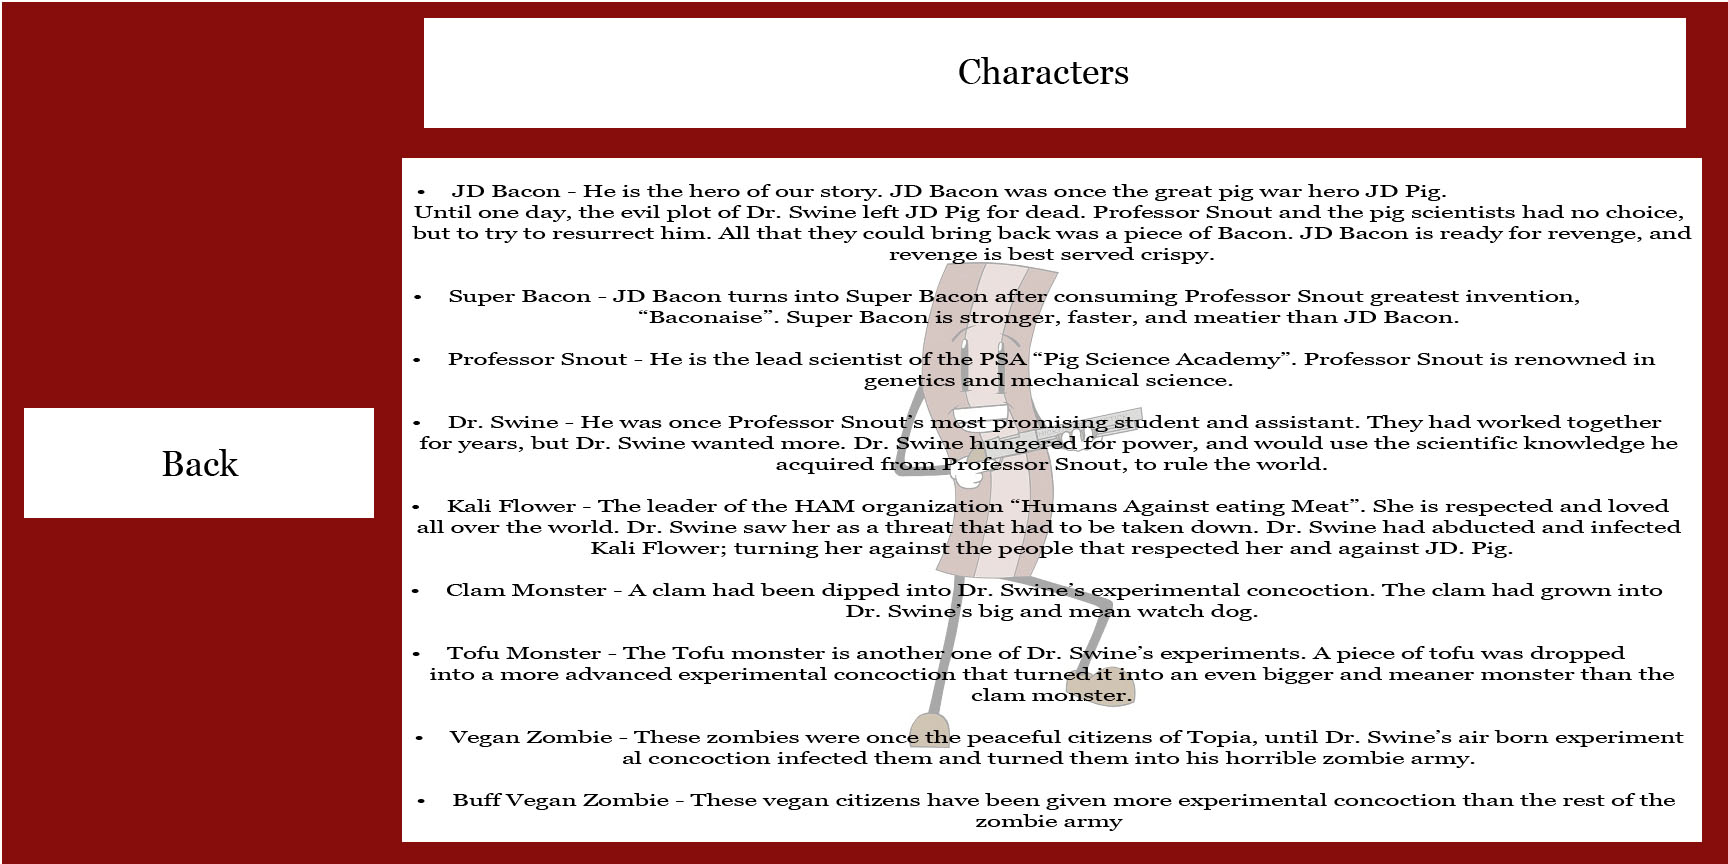 Characters
• JD Bacon - He is the hero of our story. JD Bacon was once the great pig war hero JD Pig.
Until one day, the evil plot of Dr. Swine left JD Pig for dead. Professor Snout and the pig scientists had no choice,
but to try to resurrect him. All that they could bring back was a piece of Bacon. JD Bacon is ready for revenge, and
revenge is best served crispy.
• Super Bacon - JD Bacon turns into Super Bacon after consuming Professor Snout greatest invention,
“Baconaise”. Super Bacon is stronger, faster, and meatier than JD Bacon.
• Professor Snout - He is the lead scientist of the PSA “Pig Science Academy”. Professor Snout is renowned in
genetics and mechanical science.
• Dr. Swine - He was once Professor Snout’s most promising student and assistant. They had worked together
for years, but Dr. Swine wanted more. Dr. Swine hungered for power, and would use the scientific knowledge he
acquired from Professor Snout, to rule the world.
• Kali Flower - The leader of the HAM organization “Humans Against eating Meat”. She is respected and loved
all over the world. Dr. Swine saw her as a threat that had to be taken down. Dr. Swine had abducted and infected
Kali Flower; turning her against the people that respected her and against JD. Pig.
• Clam Monster - A clam had been dipped into Dr. Swine’s experimental concoction. The clam had grown into
Dr. Swine’s big and mean watch dog.
• Tofu Monster - The Tofu monster is another one of Dr. Swine’s experiments. A piece of tofu was dropped
into a more advanced experimental concoction that turned it into an even bigger and meaner monster than the
clam monster.
• Vegan Zombie - These zombies were once the peaceful citizens of Topia, until Dr. Swine’s air born experiment
al concoction infected them and turned them into his horrible zombie army.
• Buff Vegan Zombie - These vegan citizens have been given more experimental concoction than the rest of the
zombie army
Back